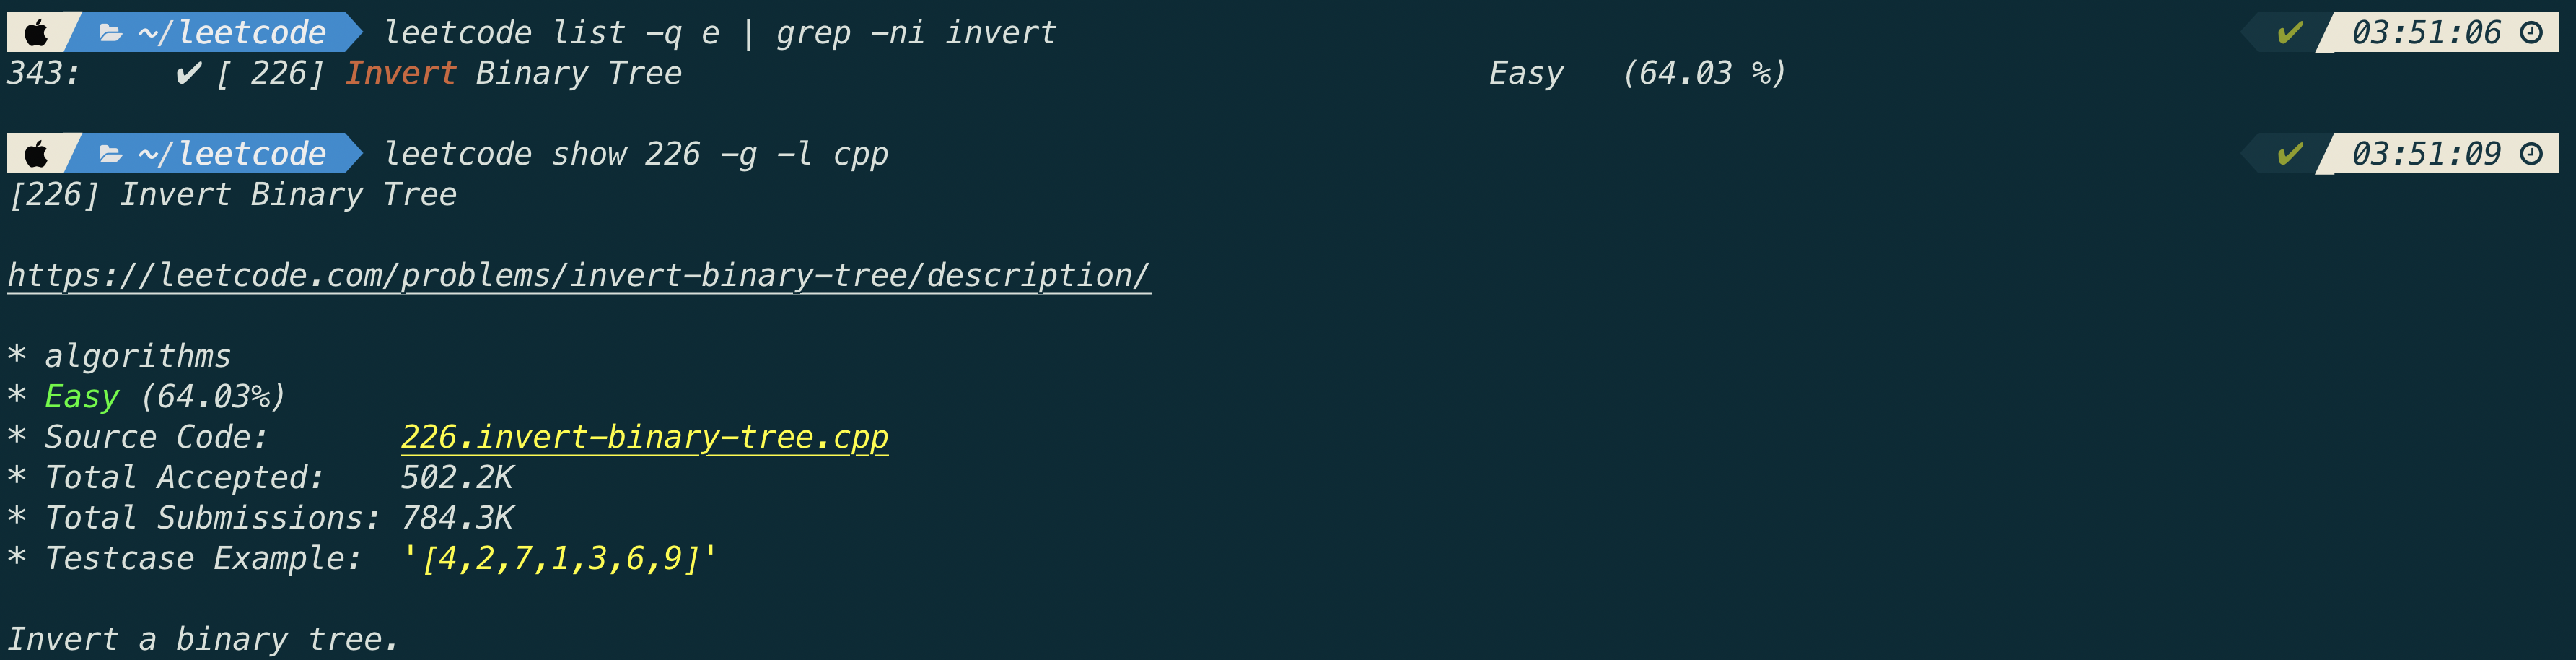 ~/leetcode leetcode list -q e | grep -ni invert ✔ 03:51:06
343: ✔ [ 226] Invert Binary Tree Easy (64.03 %)
~/leetcode leetcode show 226 -g -l cpp ✔ 03:51:09
[226] Invert Binary Tree
https://leetcode.com/problems/invert-binary-tree/description/
* algorithms
* Easy (64.03%)
* Source Code: 226.invert-binary-tree.cpp
* Total Accepted: 502.2K
* Total Submissions: 784.3K
* Testcase Example: '[4,2,7,1,3,6,9]'
Invert a binary tree.